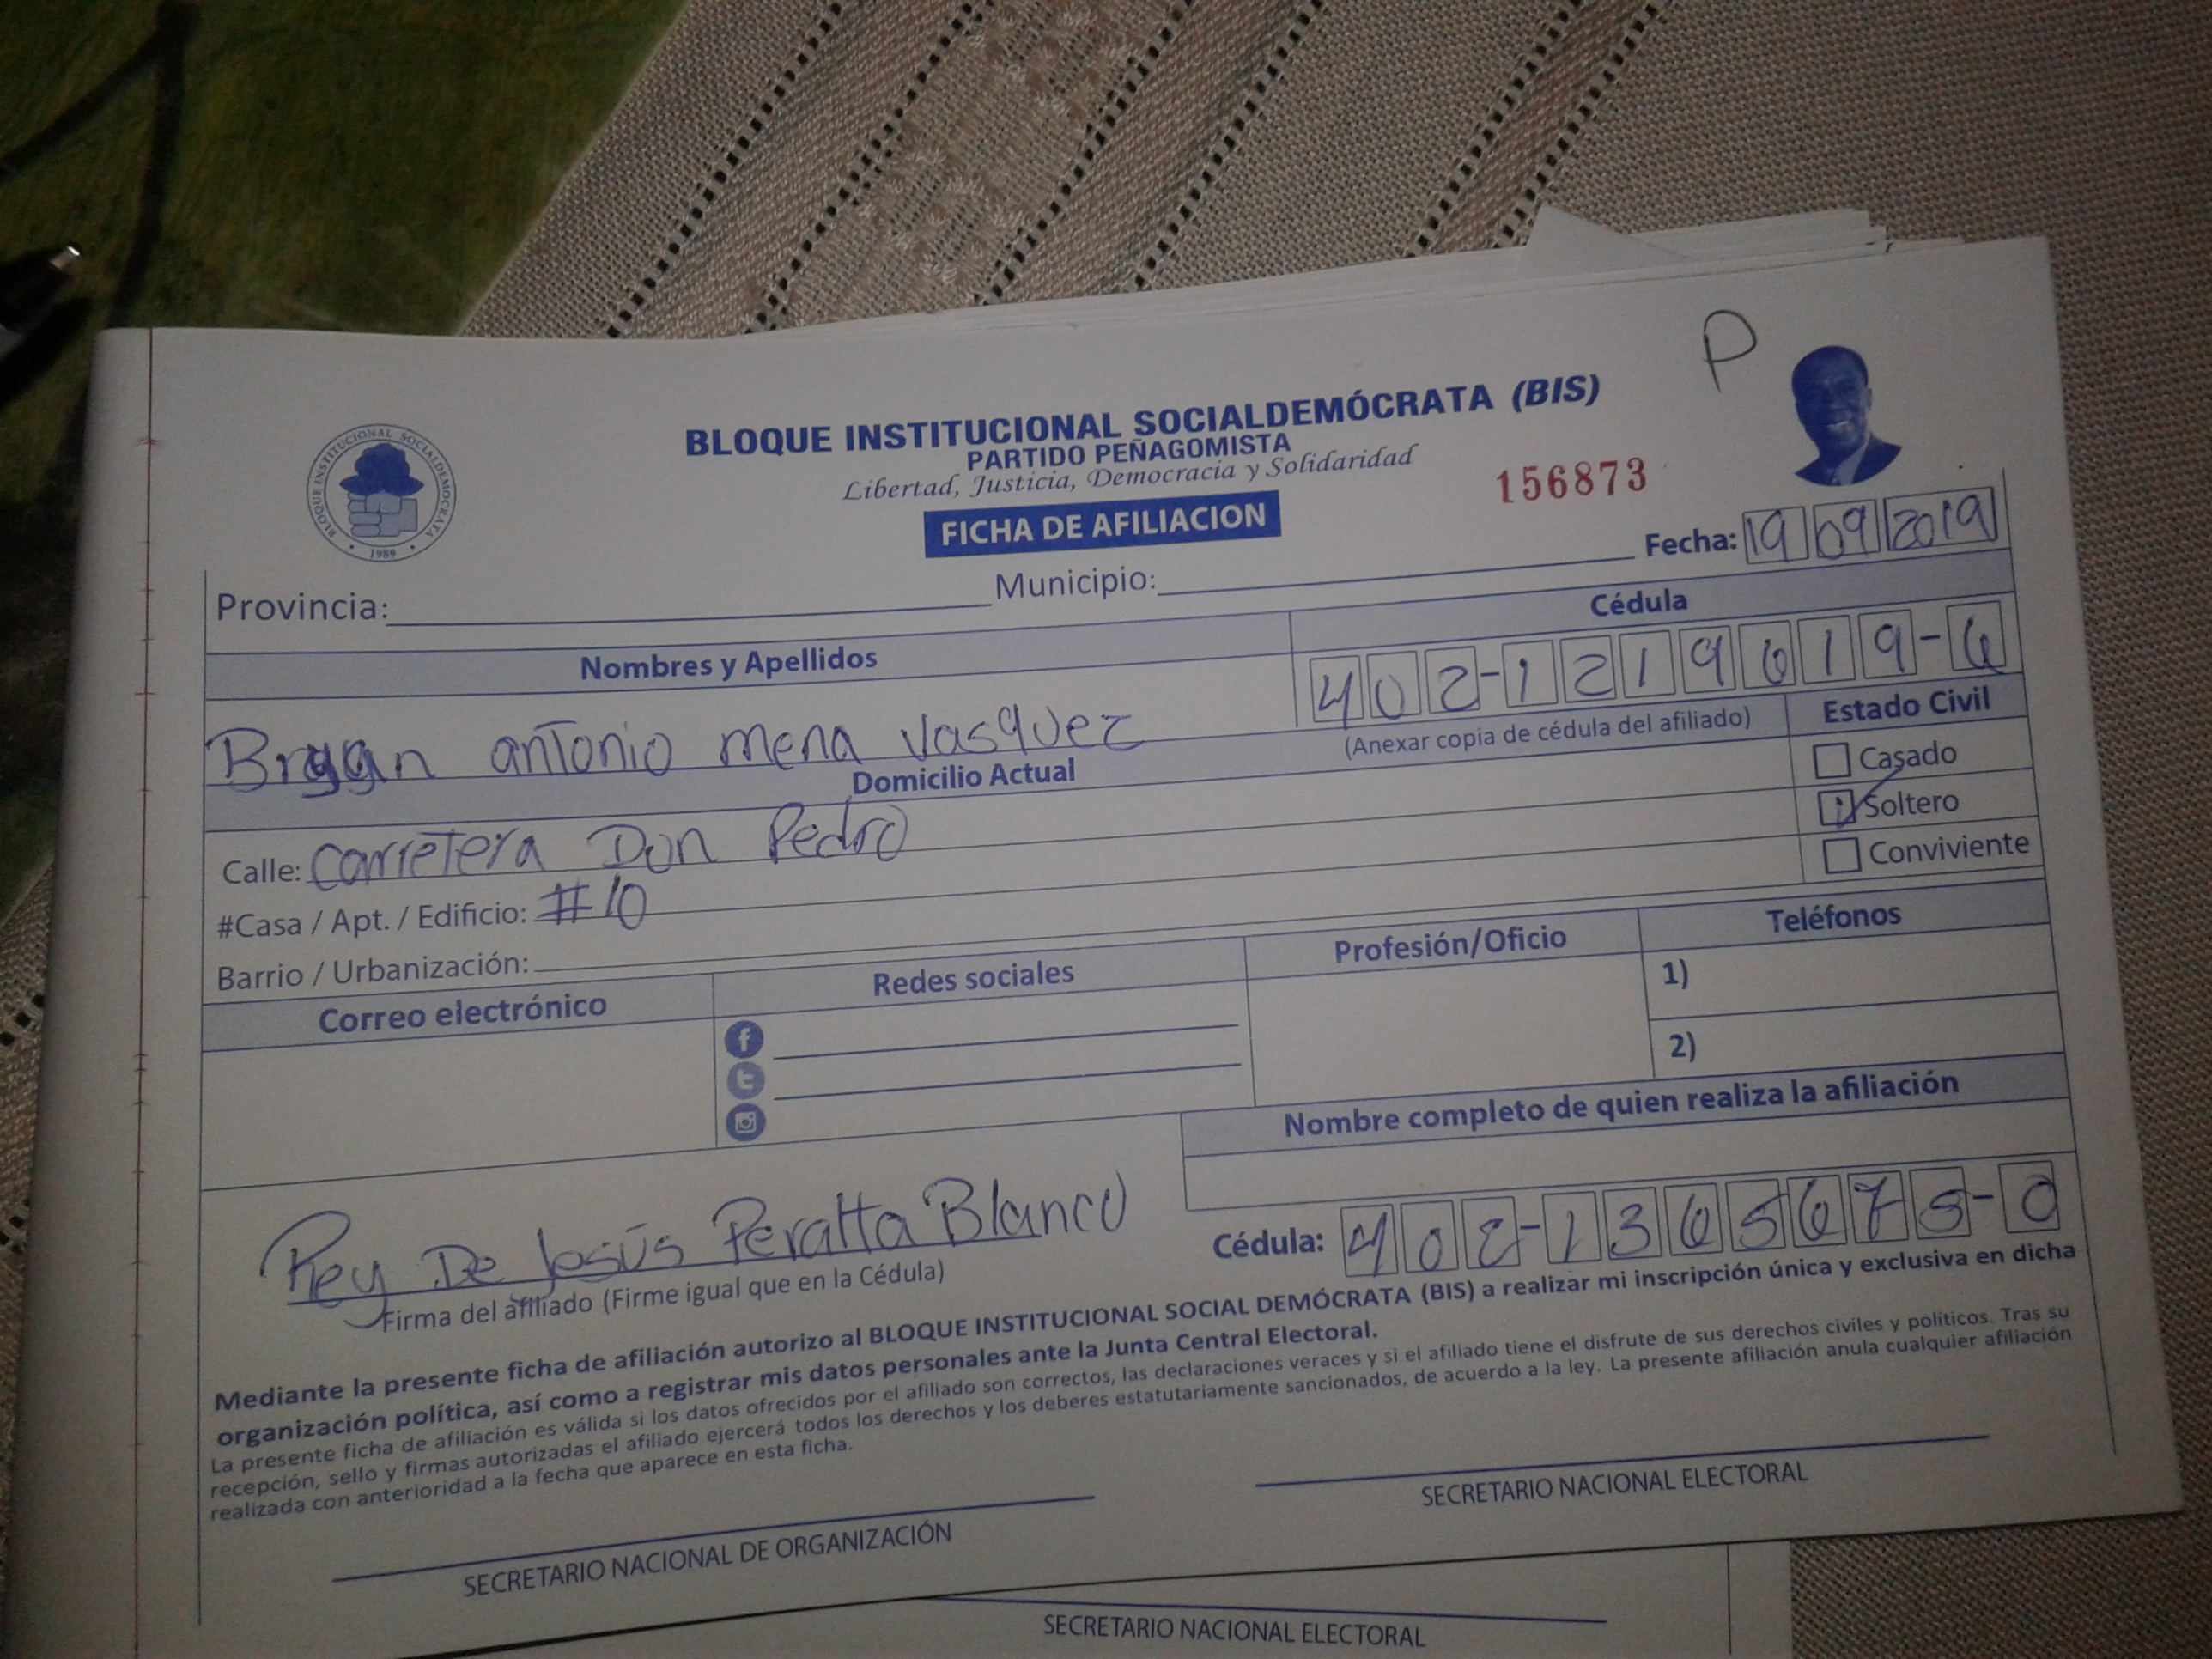 P
BLOQUE INSTITUCIONAL SOCIALDEMÓCRATA (BIS)
PARTIDO PEÑAGOMISTA
Libertad, Justicia, Democracia y Solidaridad
156873
FICHA DE AFILIACION
BLOQUE INSTITUCIONAL SOCIALDEMOCRATA
1989
Fecha: 19 09 2019
Provincia: Municipio:
Nombres y Apellidos
Cédula
402-1219619-6
Bryan antonio mena vasquez
(Anexar copia de cédula del afiliado)
Estado Civil
Domicilio Actual
Casado
Calle: Carretera Don Pedro
Soltero
#Casa / Apt. / Edificio: #10
Conviviente
Barrio / Urbanización:
Correo electrónico
Redes sociales
Profesión/Oficio
Teléfonos
1)
2)
Nombre completo de quien realiza la afiliación
Rey De Jesús Peralta Blanco
Cédula: 402-1365675-0
Firma del afiliado (Firme igual que en la Cédula)
Mediante la presente ficha de afiliación autorizo al BLOQUE INSTITUCIONAL SOCIAL DEMÓCRATA (BIS) a realizar mi inscripción única y exclusiva en dicha
organización política, así como a registrar mis datos personales ante la Junta Central Electoral.
La presente ficha de afiliación es válida si los datos ofrecidos por el afiliado son correctos, las declaraciones veraces y si el afiliado tiene el disfrute de sus derechos civiles y políticos. Tras su
recepción, sello y firmas autorizadas el afiliado ejercerá todos los derechos y los deberes estatutariamente sancionados, de acuerdo a la ley. La presente afiliación anula cualquier afiliación
realizada con anterioridad a la fecha que aparece en esta ficha.
SECRETARIO NACIONAL DE ORGANIZACIÓN
SECRETARIO NACIONAL ELECTORAL
SECRETARIO NACIONAL ELECTORAL